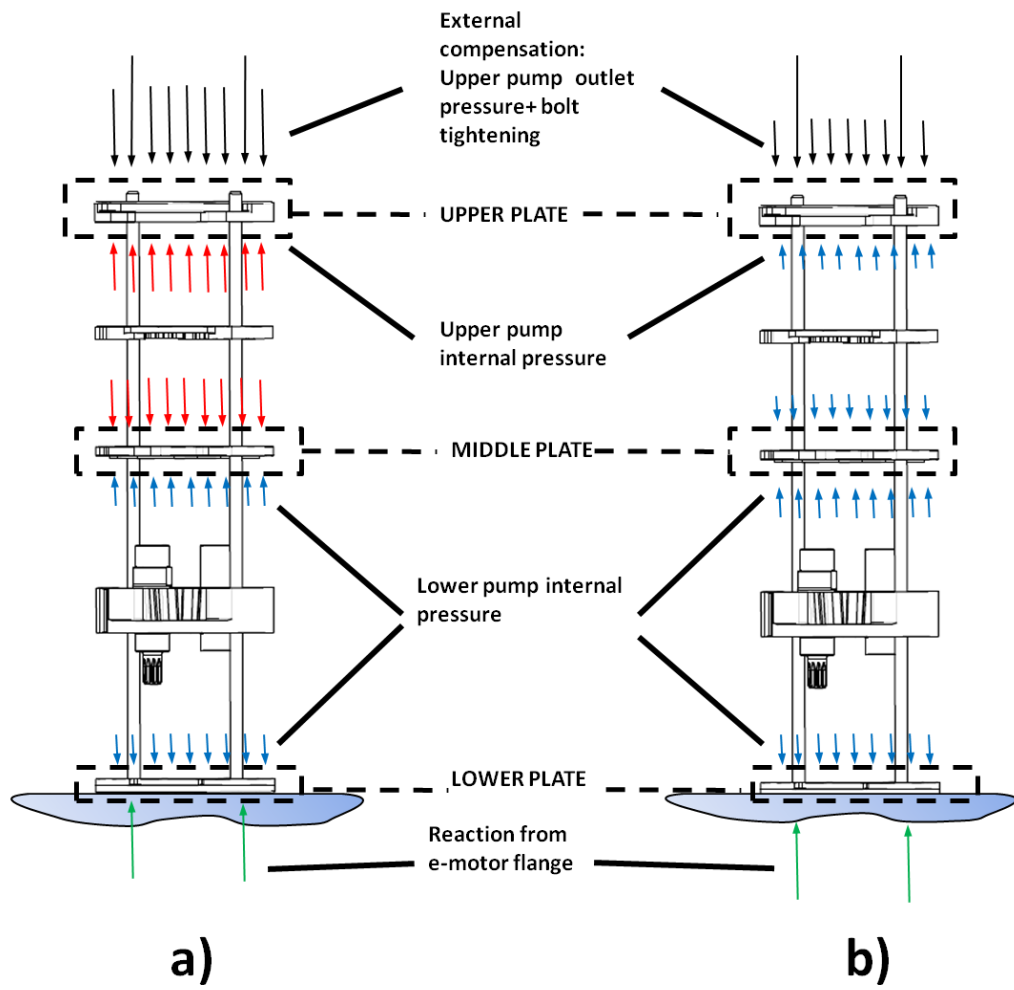 External
compensation:
Upper pump outlet
pressure+ bolt
tightening
UPPER PLATE
Upper pump
internal pressure
MIDDLE PLATE
Lower pump internal
pressure
LOWER PLATE
Reaction from
e-motor flange
a)
b)